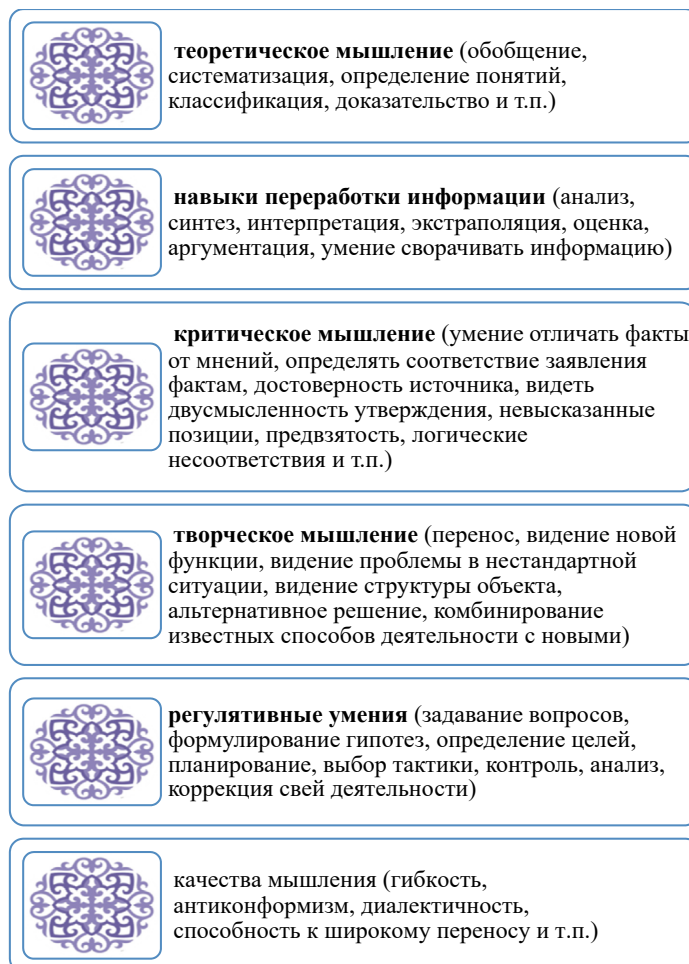 теоретическое мышление (обобщение,
систематизация, определение понятий,
классификация, доказательство и т.п.)
навыки переработки информации (анализ,
синтез, интерпретация, экстраполяция, оценка,
аргументация, умение сворачивать информацию)
критическое мышление (умение отличать факты
от мнений, определять соответствие заявления
фактам, достоверность источника, видеть
двусмысленность утверждения, невысказанные
позиции, предвзятость, логические
несоответствия и т.п.)
творческое мышление (перенос, видение новой
функции, видение проблемы в нестандартной
ситуации, видение структуры объекта,
альтернативное решение, комбинирование
известных способов деятельности с новыми)
регулятивные умения (задавание вопросов,
формулирование гипотез, определение целей,
планирование, выбор тактики, контроль, анализ,
коррекция свей деятельности)
качества мышления (гибкость,
антиконформизм, диалектичность,
способность к широкому переносу и т.п.)